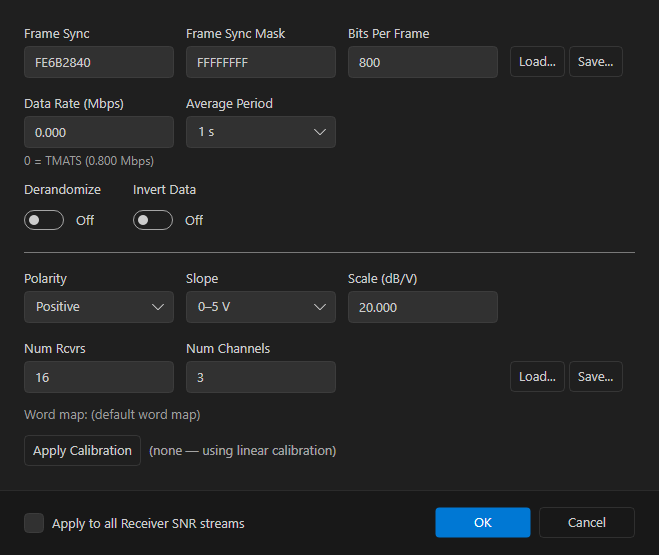 Frame Sync Frame Sync Mask Bits Per Frame
FE6B2840 FFFFFFFF 800 Load... Save...
Data Rate (Mbps) Average Period
0.000 1 s
0 = TMATS (0.800 Mbps)
Derandomize Invert Data
Off Off
Polarity Slope Scale (dB/V)
Positive 0–5 V 20.000
Num Rcvrs Num Channels
16 3 Load... Save...
Word map: (default word map)
Apply Calibration (none — using linear calibration)
Apply to all Receiver SNR streams OK Cancel